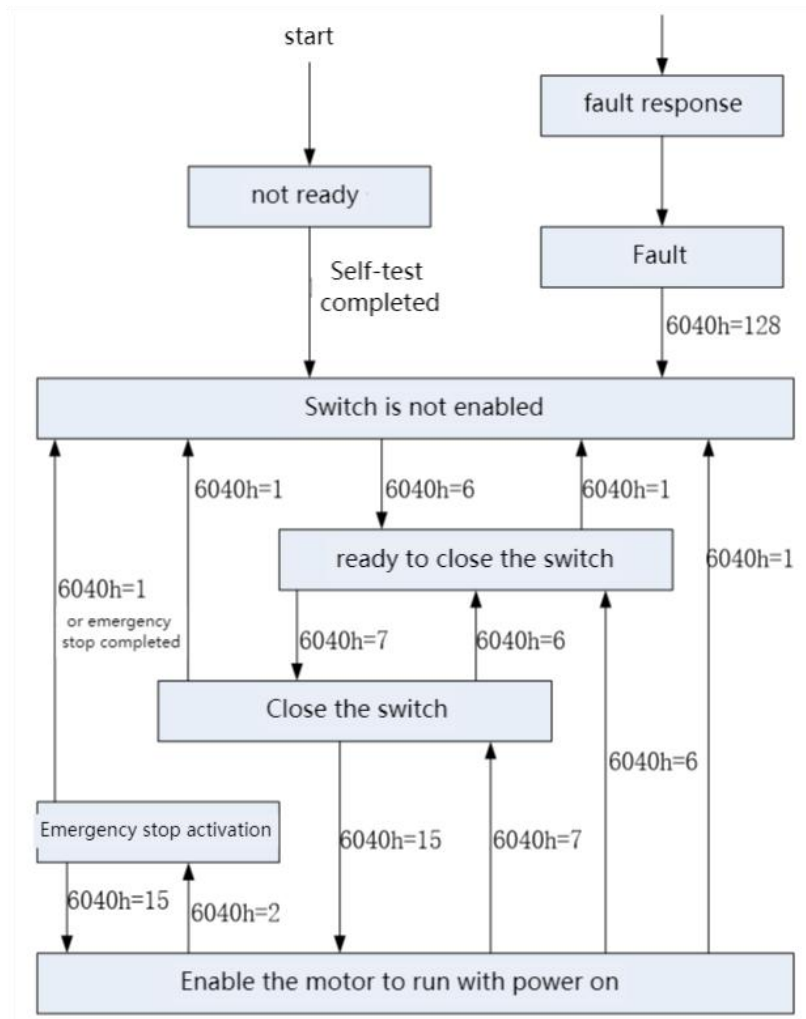 start
fault response
not ready
Fault
Self-test
completed
6040h=128
Switch is not enabled
6040h=1
6040h=6
6040h=1
ready to close the switch
6040h=1
6040h=1
or emergency
stop completed
6040h=7
6040h=6
Close the switch
6040h=6
Emergency stop activation
6040h=15
6040h=7
6040h=15
6040h=2
Enable the motor to run with power on